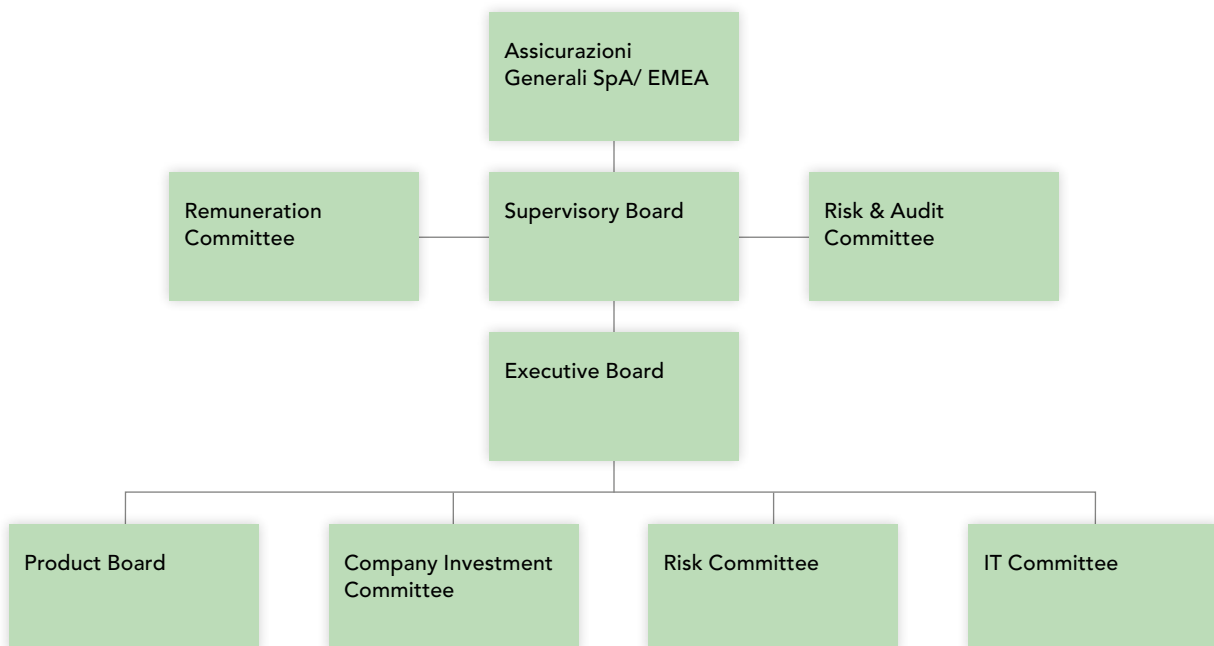 Assicurazioni
Generali SpA/ EMEA
Remuneration
Committee
Supervisory Board
Risk & Audit
Committee
Executive Board
Product Board
Company Investment
Committee
Risk Committee
IT Committee